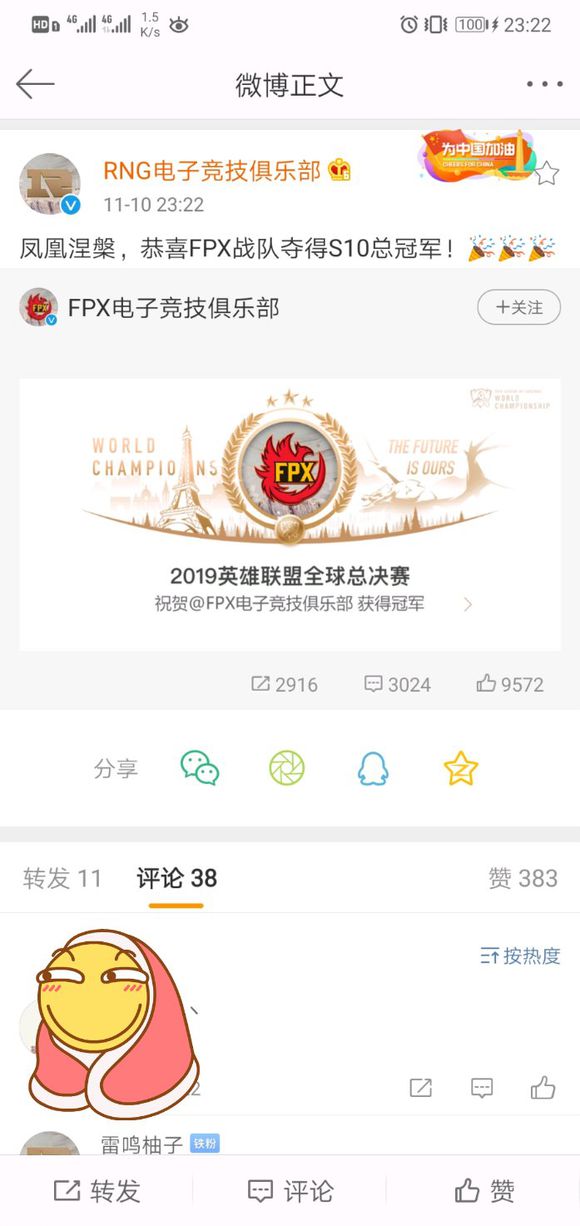 HD 1 4G 4G 1.5 K/s 100 23:22
微博正文
RNG电子竞技俱乐部
为中国加油
CHEER FOR CHINA
11-10 23:22
凤凰涅槃，恭喜FPX战队夺得S10总冠军！
FPX电子竞技俱乐部
+关注
WORLD
CHAMPIONSHIP
WORLD
CHAMPIONS
FPX
THE FUTURE
IS OURS
2019英雄联盟全球总决赛
祝贺@FPX电子竞技俱乐部 获得冠军
2916 3024 9572
分享
转发 11 评论 38 赞 383
按热度
雷鸣柚子 铁粉
转发 评论 赞